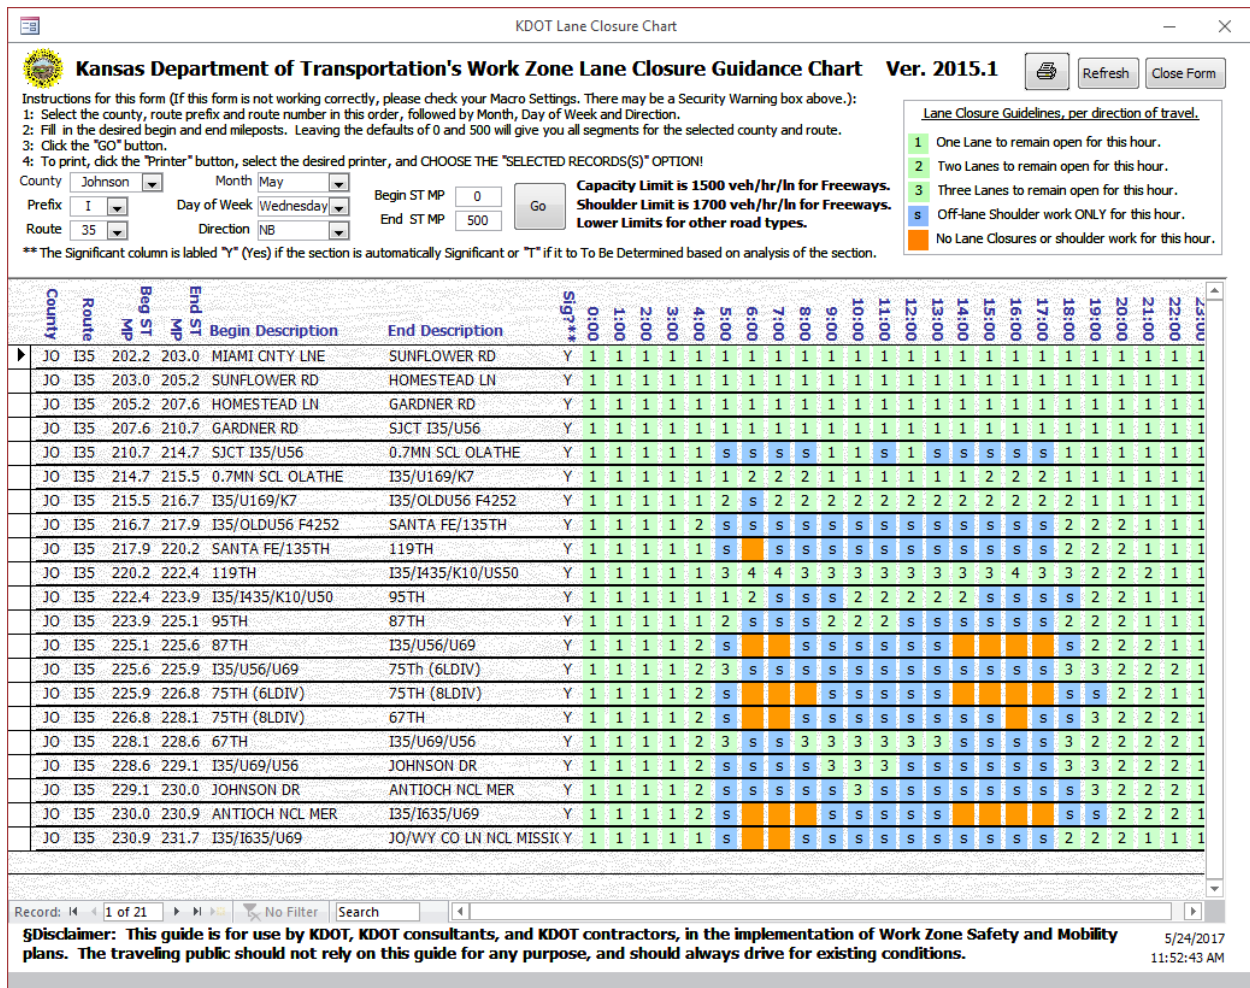 KDOT Lane Closure Chart
Kansas Department of Transportation's Work Zone Lane Closure Guidance Chart Ver. 2015.1
Refresh
Close Form
Instructions for this form (If this form is not working correctly, please check your Macro Settings. There may be a Security Warning box above.):
1: Select the county, route prefix and route number in this order, followed by Month, Day of Week and Direction.
2: Fill in the desired begin and end mileposts. Leaving the defaults of 0 and 500 will give you all segments for the selected county and route.
3: Click the "GO" button.
4: To print, click the "Printer" button, select the desired printer, and CHOOSE THE "SELECTED RECORDS(S)" OPTION!
County Johnson Month May
Prefix I Day of Week Wednesday
Route 35 Direction NB
Begin ST MP 0
End ST MP 500
Go
Capacity Limit is 1500 veh/hr/ln for Freeways.
Shoulder Limit is 1700 veh/hr/ln for Freeways.
Lower Limits for other road types.
** The Significant column is labled "Y" (Yes) if the section is automatically Significant or "T" if it to To Be Determined based on analysis of the section.
Lane Closure Guidelines, per direction of travel.
1 One Lane to remain open for this hour.
2 Two Lanes to remain open for this hour.
3 Three Lanes to remain open for this hour.
s Off-lane Shoulder work ONLY for this hour.
No Lane Closures or shoulder work for this hour.
County Route Beg ST MP End ST MP Begin Description End Description Sig?** 0:00 1:00 2:00 3:00 4:00 5:00 6:00 7:00 8:00 9:00 10:00 11:00 12:00 13:00 14:00 15:00 16:00 17:00 18:00 19:00 20:00 21:00 22:00 23:00
JO I35 202.2 203.0 MIAMI CNTY LNE SUNFLOWER RD Y 1 1 1 1 1 1 1 1 1 1 1 1 1 1 1 1 1 1 1 1 1 1 1 1
JO I35 203.0 205.2 SUNFLOWER RD HOMESTEAD LN Y 1 1 1 1 1 1 1 1 1 1 1 1 1 1 1 1 1 1 1 1 1 1 1 1
JO I35 205.2 207.6 HOMESTEAD LN GARDNER RD Y 1 1 1 1 1 1 1 1 1 1 1 1 1 1 1 1 1 1 1 1 1 1 1 1
JO I35 207.6 210.7 GARDNER RD SJCT I35/U56 Y 1 1 1 1 1 1 1 1 1 1 1 1 1 1 1 1 1 1 1 1 1 1 1 1
JO I35 210.7 214.7 SJCT I35/U56 0.7MN SCL OLATHE Y 1 1 1 1 1 s s s s 1 1 s 1 s s s s s 1 1 1 1 1 1
JO I35 214.7 215.5 0.7MN SCL OLATHE I35/U169/K7 Y 1 1 1 1 1 1 2 2 2 1 1 1 1 1 1 2 2 2 1 1 1 1 1 1
JO I35 215.5 216.7 I35/U169/K7 I35/OLDU56 F4252 Y 1 1 1 1 1 2 s 2 2 2 2 2 2 2 2 2 2 2 2 1 1 1 1 1
JO I35 216.7 217.9 I35/OLDU56 F4252 SANTA FE/135TH Y 1 1 1 1 2 s s s s s s s s s s s s s 2 2 2 1 1 1
JO I35 217.9 220.2 SANTA FE/135TH 119TH Y 1 1 1 1 1 s s s s s s s s s s s s 2 2 2 1 1 1
JO I35 220.2 222.4 119TH I35/I435/K10/US50 Y 1 1 1 1 1 3 4 4 3 3 3 3 3 3 3 3 4 3 3 2 2 2 1 1
JO I35 222.4 223.9 I35/I435/K10/U50 95TH Y 1 1 1 1 1 1 2 s s s 2 2 2 2 2 s s s s 2 2 1 1 1
JO I35 223.9 225.1 95TH 87TH Y 1 1 1 1 1 2 s s s 2 2 2 s s s s s s 2 2 2 1 1 1
JO I35 225.1 225.6 87TH I35/U56/U69 Y 1 1 1 1 2 s s s s s s s s 2 2 2 1 1
JO I35 225.6 225.9 I35/U56/U69 75Th (6LDIV) Y 1 1 1 1 2 3 s s s s s s s s s s s s 3 3 2 2 2 1
JO I35 225.9 226.8 75TH (6LDIV) 75TH (8LDIV) Y 1 1 1 1 2 s s s s s s s s 2 2 1 1
JO I35 226.8 228.1 75TH (8LDIV) 67TH Y 1 1 1 1 2 s s s s s s s s s s s 3 2 2 2 1
JO I35 228.1 228.6 67TH I35/U69/U56 Y 1 1 1 1 2 3 s s 3 3 3 3 3 3 s s s s 3 2 2 2 2 1
JO I35 228.6 229.1 I35/U69/U56 JOHNSON DR Y 1 1 1 1 2 s s s s 3 3 3 s s s s s s 3 3 2 2 2 1
JO I35 229.1 230.0 JOHNSON DR ANTIOCH NCL MER Y 1 1 1 1 2 s s s s s 3 s s s s s s s s 3 2 2 2 1
JO I35 230.0 230.9 ANTIOCH NCL MER I35/I635/U69 Y 1 1 1 1 2 s s s s s s s s 2 2 2 1
JO I35 230.9 231.7 I35/I635/U69 JO/WY CO LN NCL MISSI Y 1 1 1 1 1 s s s s s s s s s s s 2 2 2 1 1 1
Record: 1 of 21 No Filter Search
§Disclaimer: This guide is for use by KDOT, KDOT consultants, and KDOT contractors, in the implementation of Work Zone Safety and Mobility
plans. The traveling public should not rely on this guide for any purpose, and should always drive for existing conditions.
5/24/2017
11:52:43 AM